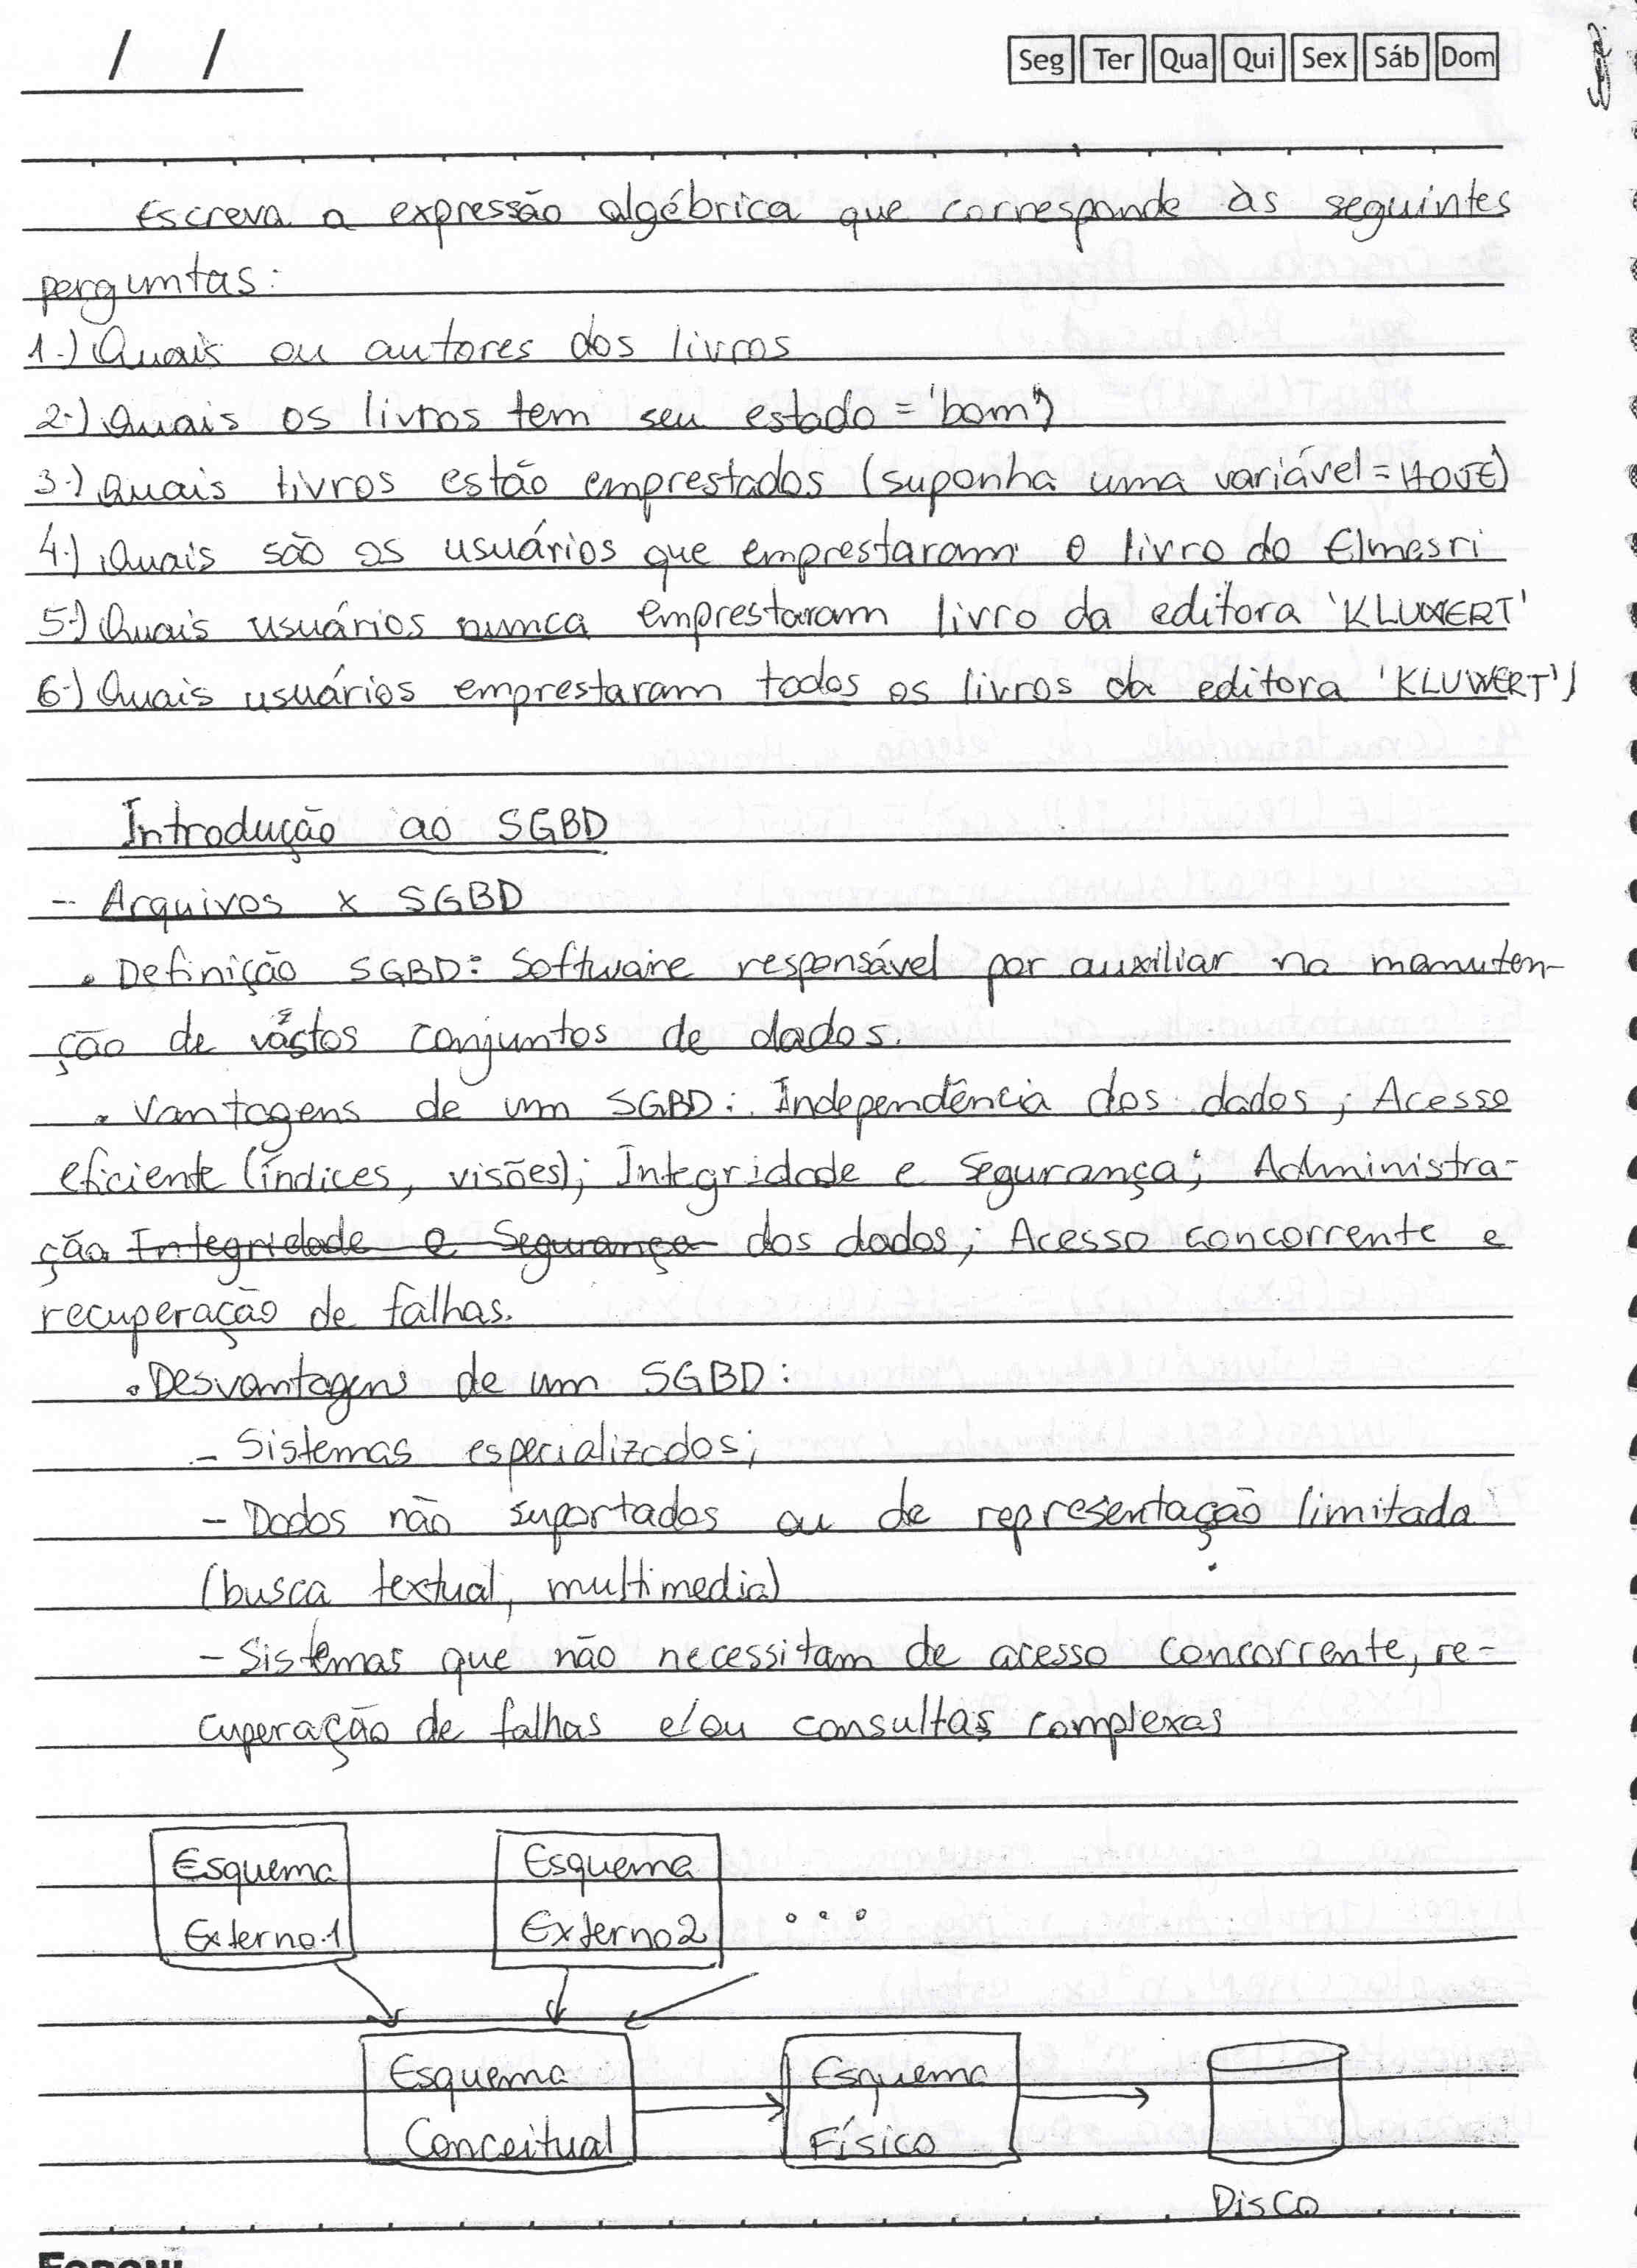 / /
Seg Ter Qua Qui Sex Sáb Dom
Escreva a expressão algébrica que corresponde às seguintes
perguntas:
1-) Quais ou autores dos livros
2-) Quais os livros tem seu estado = 'bom')
3-) Quais livros estão emprestados (suponha uma variável = HOJE)
4-) Quais são os usuários que emprestaram o livro do Elmasri
5-) Quais usuários nunca emprestaram livro da editora 'KLUWERT'
6-) Quais usuários emprestaram todos os livros da editora 'KLUWERT')
Introdução ao SGBD
- Arquivos x SGBD
• Definição SGBD: Software responsável por auxiliar na manuten-
ção de vastos conjuntos de dados.
• Vantagens de um SGBD: Independência dos dados; Acesso
eficiente (índices, visões); Integridade e Segurança; Administra-
ção Integridade e Segurança dos dados; Acesso concorrente e
recuperação de falhas.
• Desvantagens de um SGBD:
- Sistemas especializados;
- Dados não suportados ou de representação limitada
(busca textual, multimedia)
- Sistemas que não necessitam de acesso concorrente, re-
cuperação de falhas e/ou consultas complexas
Esquema Externo 1
Esquema Externo 2
...
Esquema Conceitual
Esquema Físico
Disco